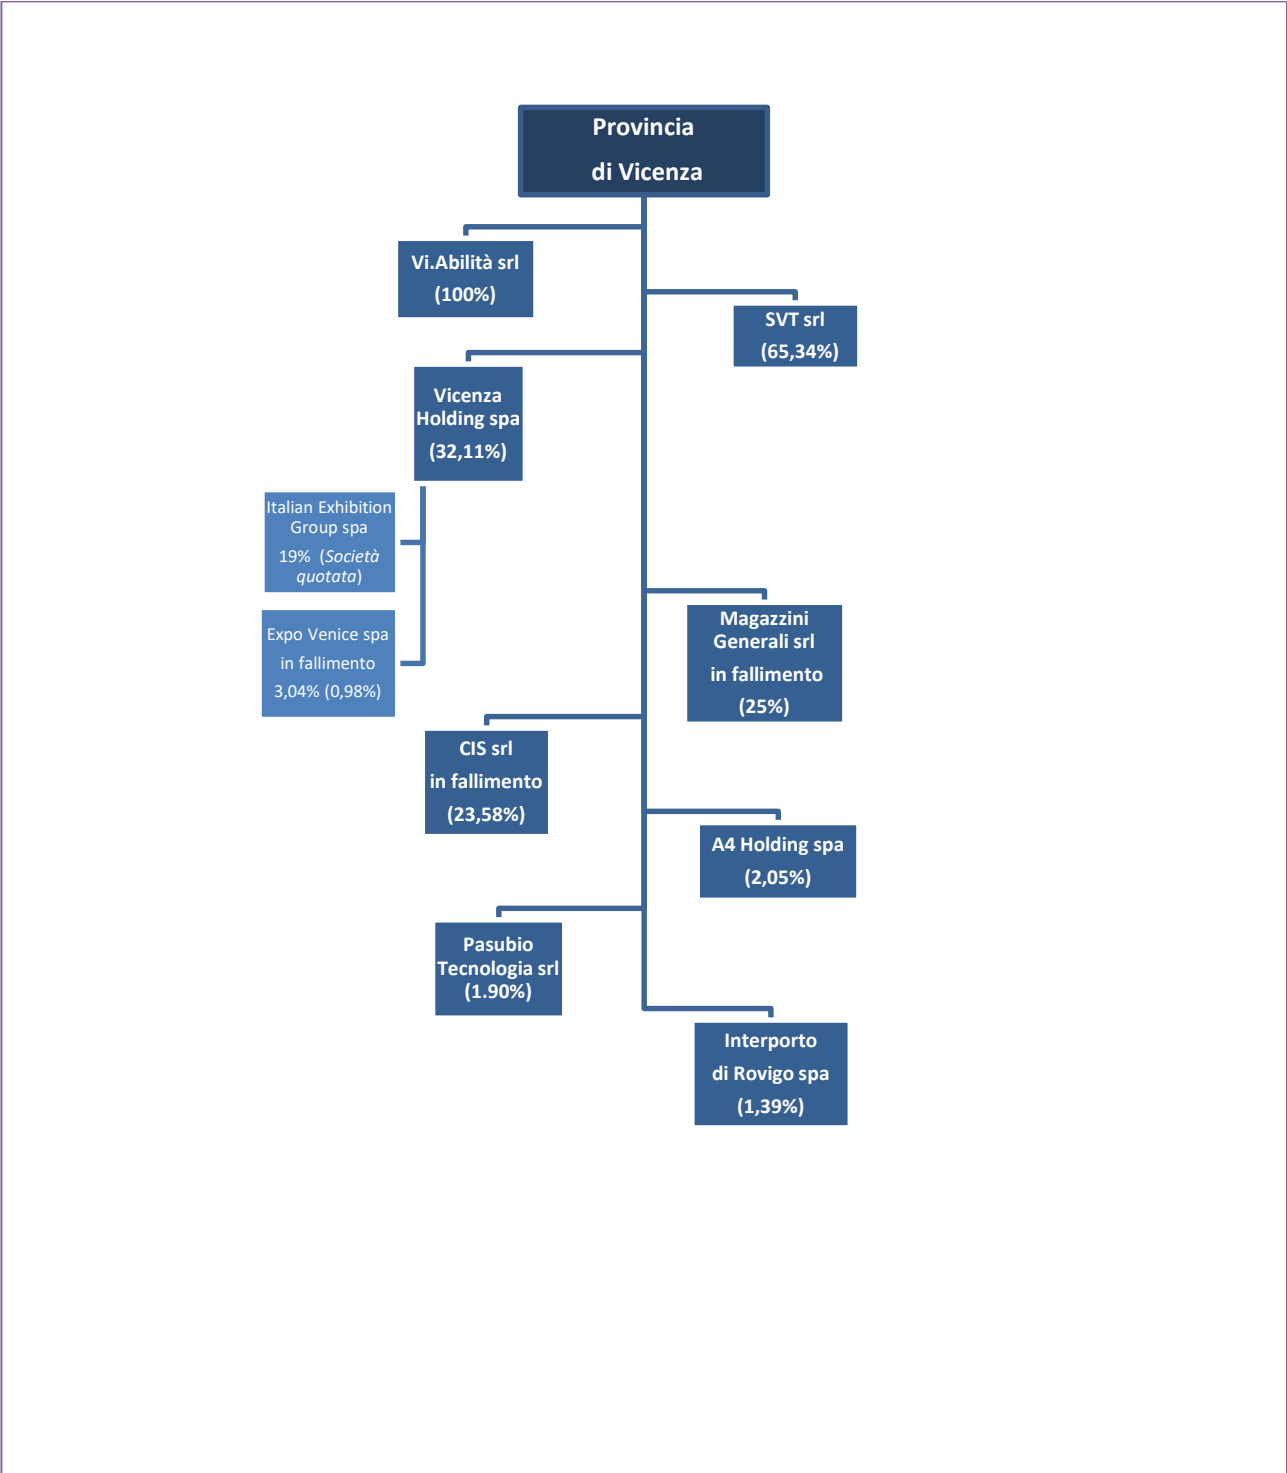 Provincia
di Vicenza
Vi.Abilità srl
(100%)
SVT srl
(65,34%)
Vicenza
Holding spa
(32,11%)
Italian Exhibition
Group spa
19% (Società
quotata)
Expo Venice spa
in fallimento
3,04% (0,98%)
Magazzini
Generali srl
in fallimento
(25%)
CIS srl
in fallimento
(23,58%)
A4 Holding spa
(2,05%)
Pasubio
Tecnologia srl
(1.90%)
Interporto
di Rovigo spa
(1,39%)